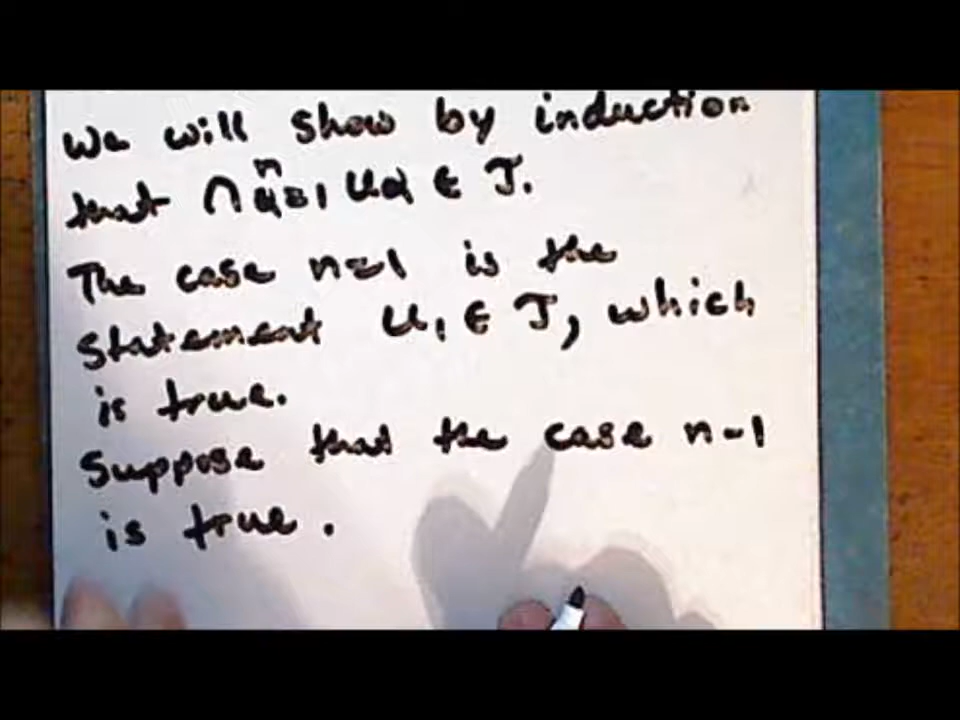 We will show by induction
that ∩ⁿα=1 Uα ∈ J.
The case n=1 is the
statement U₁ ∈ J, which
is true.
Suppose that the case n-1
is true.